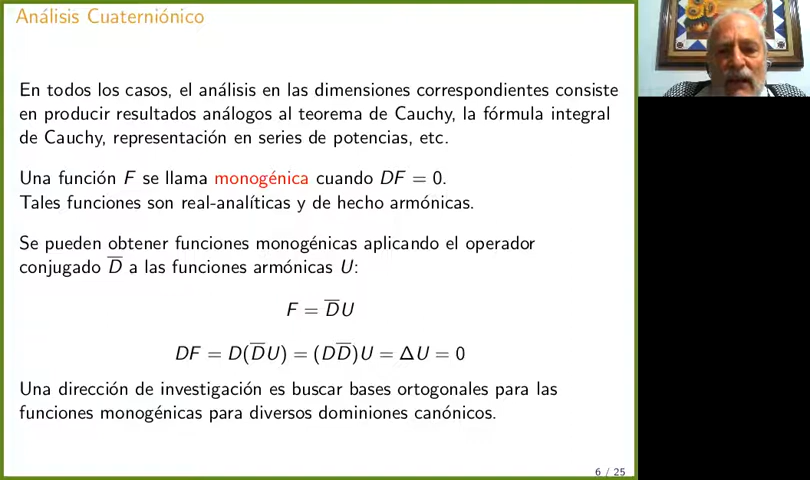 Análisis Cuaterniónico
En todos los casos, el análisis en las dimensiones correspondientes consiste
en producir resultados análogos al teorema de Cauchy, la fórmula integral
de Cauchy, representación en series de potencias, etc.
Una función F se llama monogénica cuando DF = 0.
Tales funciones son real-analíticas y de hecho armónicas.
Se pueden obtener funciones monogénicas aplicando el operador
conjugado D̅ a las funciones armónicas U:
F = D̅U
DF = D(D̅U) = (DD̅)U = ΔU = 0
Una dirección de investigación es buscar bases ortogonales para las
funciones monogénicas para diversos dominiones canónicos.
6 / 25